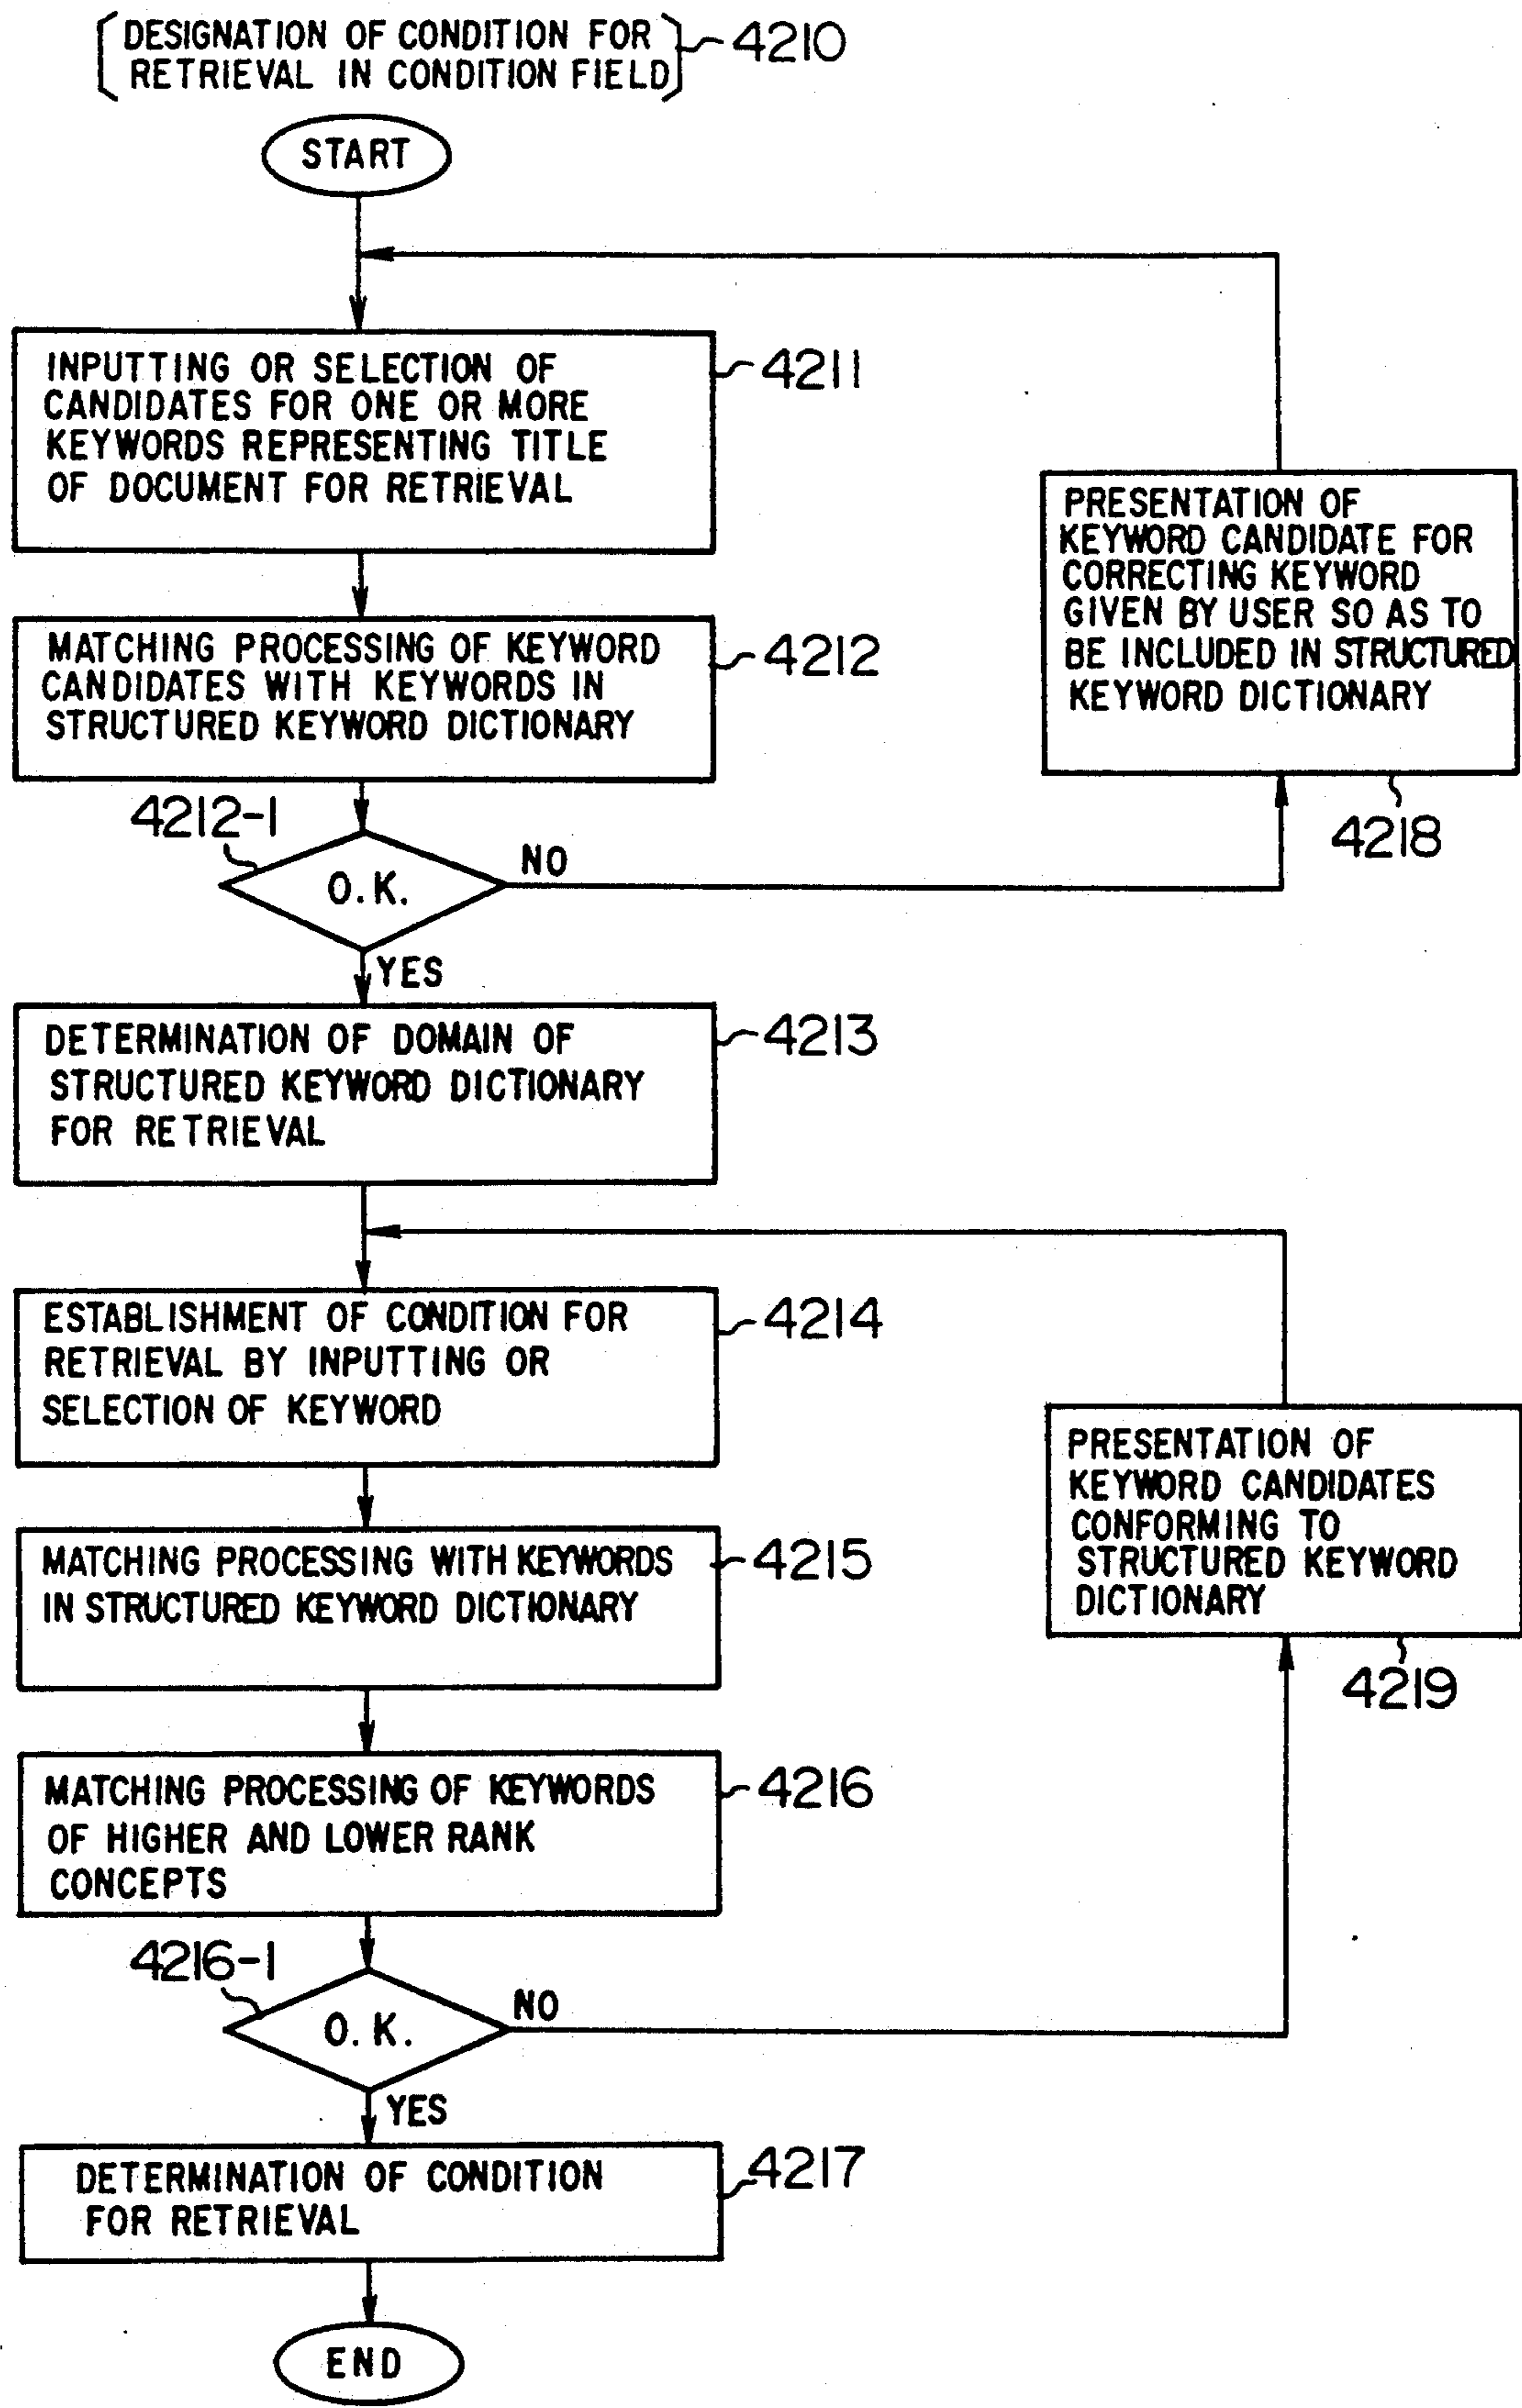 DESIGNATION OF CONDITION FOR
RETRIEVAL IN CONDITION FIELD
4210
START
INPUTTING OR SELECTION OF
CANDIDATES FOR ONE OR MORE
KEYWORDS REPRESENTING TITLE
OF DOCUMENT FOR RETRIEVAL
4211
PRESENTATION OF
KEYWORD CANDIDATE FOR
CORRECTING KEYWORD
GIVEN BY USER SO AS TO
BE INCLUDED IN STRUCTURED
KEYWORD DICTIONARY
4218
MATCHING PROCESSING OF KEYWORD
CANDIDATES WITH KEYWORDS IN
STRUCTURED KEYWORD DICTIONARY
4212
4212-1
O.K.
NO
YES
DETERMINATION OF DOMAIN OF
STRUCTURED KEYWORD DICTIONARY
FOR RETRIEVAL
4213
ESTABLISHMENT OF CONDITION FOR
RETRIEVAL BY INPUTTING OR
SELECTION OF KEYWORD
4214
PRESENTATION OF
KEYWORD CANDIDATES
CONFORMING TO
STRUCTURED KEYWORD
DICTIONARY
4219
MATCHING PROCESSING WITH KEYWORDS
IN STRUCTURED KEYWORD DICTIONARY
4215
MATCHING PROCESSING OF KEYWORDS
OF HIGHER AND LOWER RANK
CONCEPTS
4216
4216-1
O.K.
NO
YES
DETERMINATION OF CONDITION
FOR RETRIEVAL
4217
END